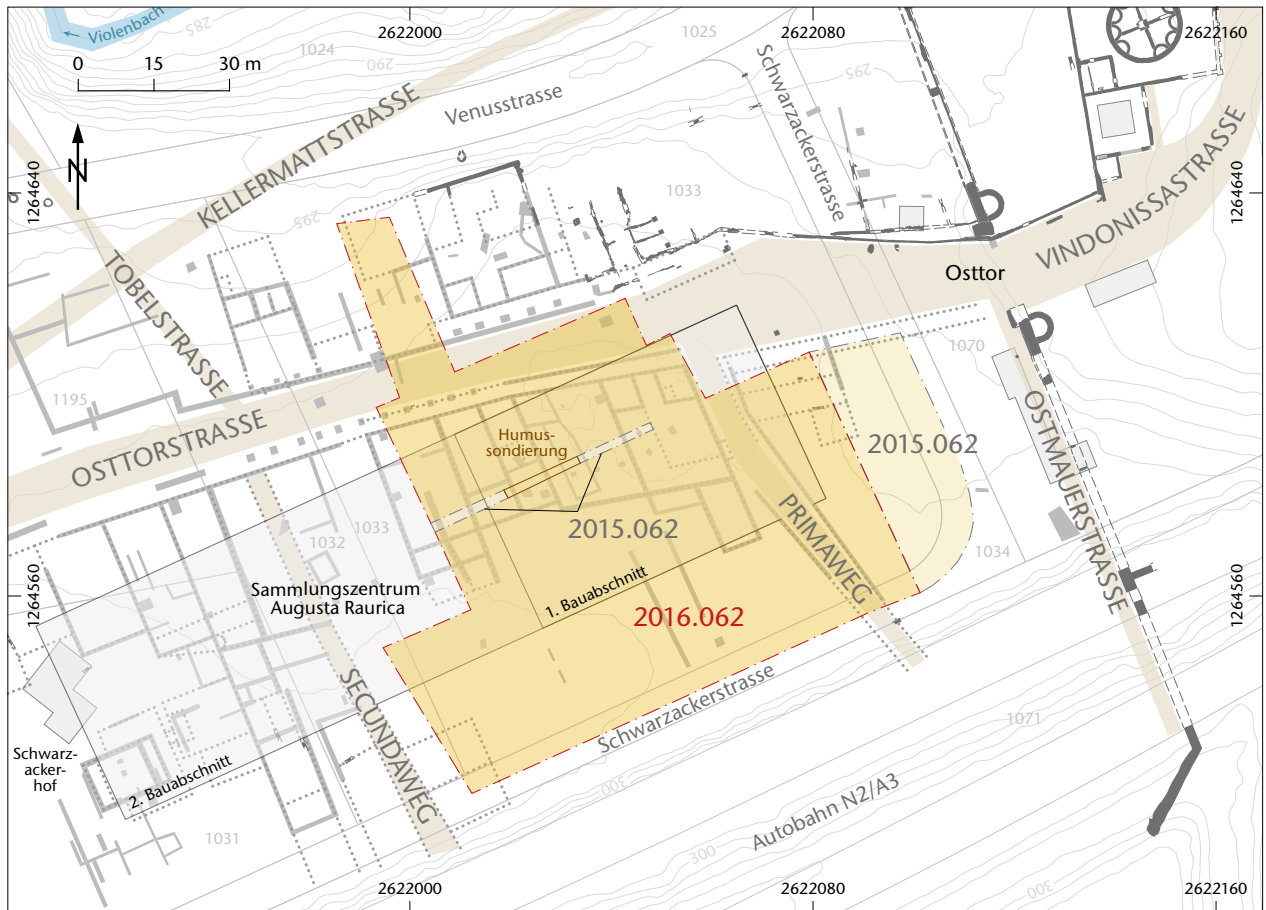 2622000
2622080
2622160
Violenbach
285
0 15 30 m
1024
290
1025
Venusstrasse
295
Schwarzackerstrasse
KELLERMATTSTRASSE
N
1264640
1264640
295
1033
VINDONISSASTRASSE
Osttor
TOBELSTRASSE
1070
1195
OSTTORSTRASSE
Humus-
sondierung
2015.062
OSTMAUERSTRASSE
1033
2015.062
PRIMAWEG
1032
1034
Sammlungszentrum
Augusta Raurica
1. Bauabschnitt
1264560
1264560
2016.062
SECUNDAWEG
Schwarzackerstrasse
1071
Schwarz-
acker-
hof
2. Bauabschnitt
300
Autobahn N2/A3
1031
300
300
2622000
2622080
2622160